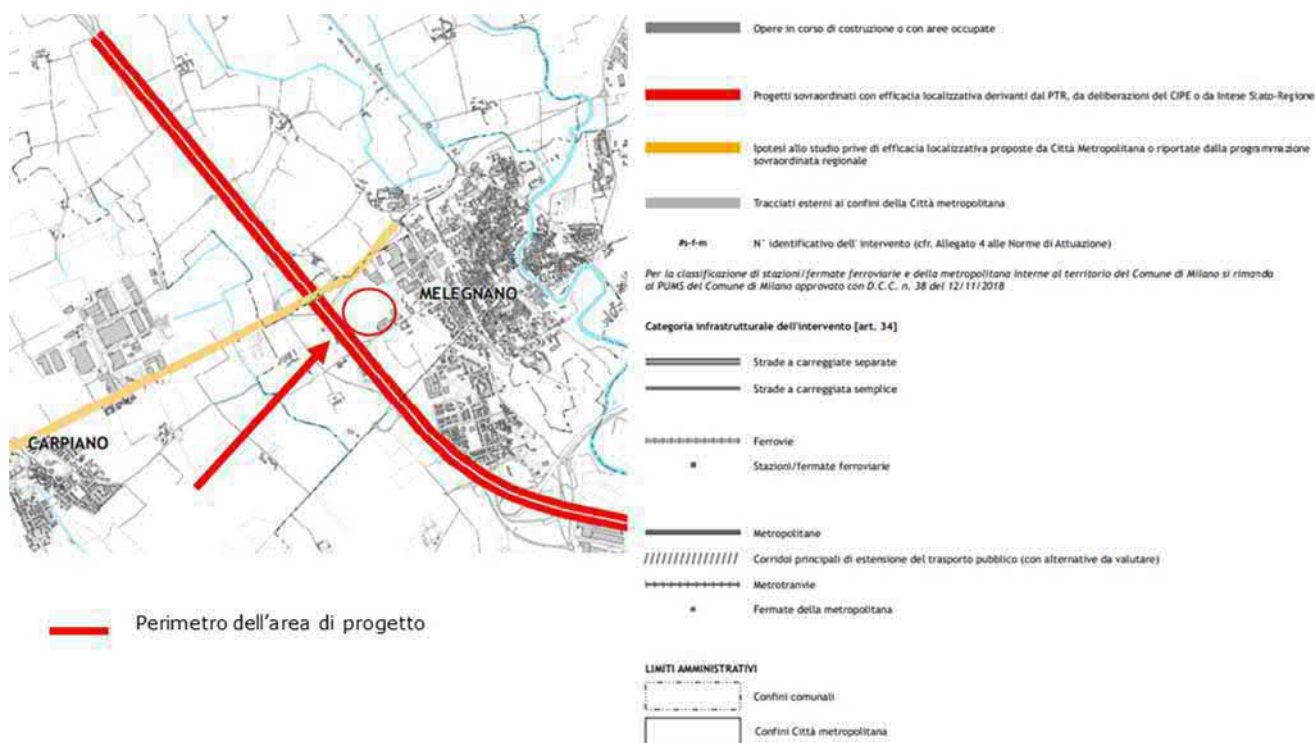 MELEGNANO
CARPIANO
Perimetro dell'area di progetto
Opere in corso di costruzione o con aree occupate
Progetti sovraordinati con efficacia localizzativa derivanti dal PTR, da deliberazioni del CIPE o da Intese Stato-Regione
Ipotesi allo studio prive di efficacia localizzativa proposte da Città Metropolitana o riportate dalla programmazione
sovraordinata regionale
Tracciati esterni ai confini della Città metropolitana
#s-f-m N° identificativo dell' intervento (cfr. Allegato 4 alle Norme di Attuazione)
Per la classificazione di stazioni/fermate ferroviarie e della metropolitana interne al territorio del Comune di Milano si rimanda
al PUMS del Comune di Milano approvato con D.C.C. n. 38 del 12/11/2018
Categoria infrastrutturale dell'intervento [art. 34]
Strade a carreggiate separate
Strade a carreggiata semplice
Ferrovie
Stazioni/fermate ferroviarie
Metropolitane
Corridoi principali di estensione del trasporto pubblico (con alternative da valutare)
Metrotranvie
Fermate della metropolitana
LIMITI AMMINISTRATIVI
Confini comunali
Confini Città metropolitana